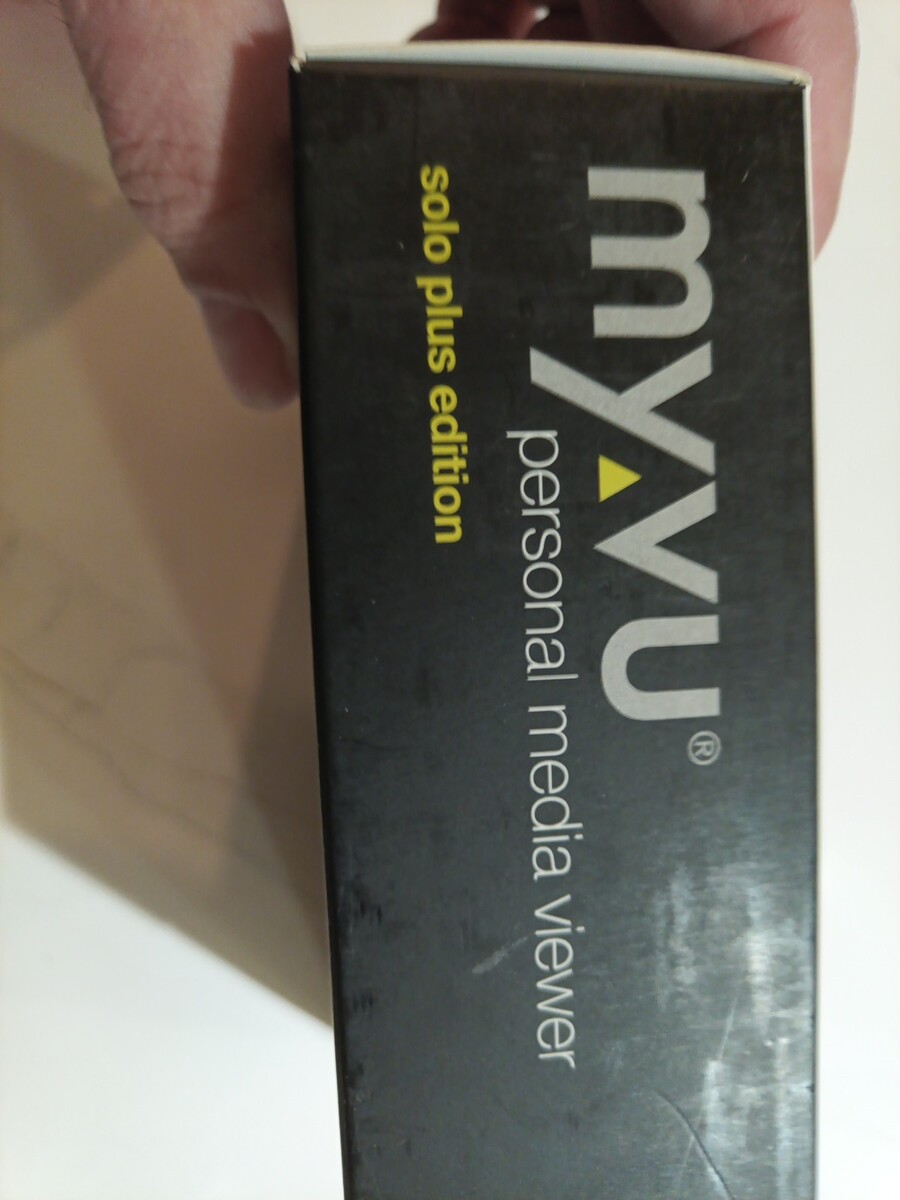 myvu®
personal media viewer
solo plus edition